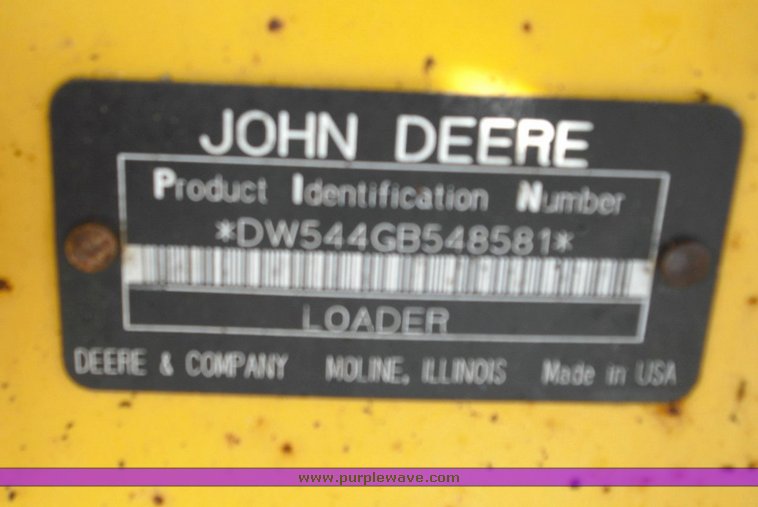 JOHN DEERE
Product Identification Number
*DW544GB548581*
LOADER
DEERE & COMPANY MOLINE, ILLINOIS Made in USA
www.purplewave.com